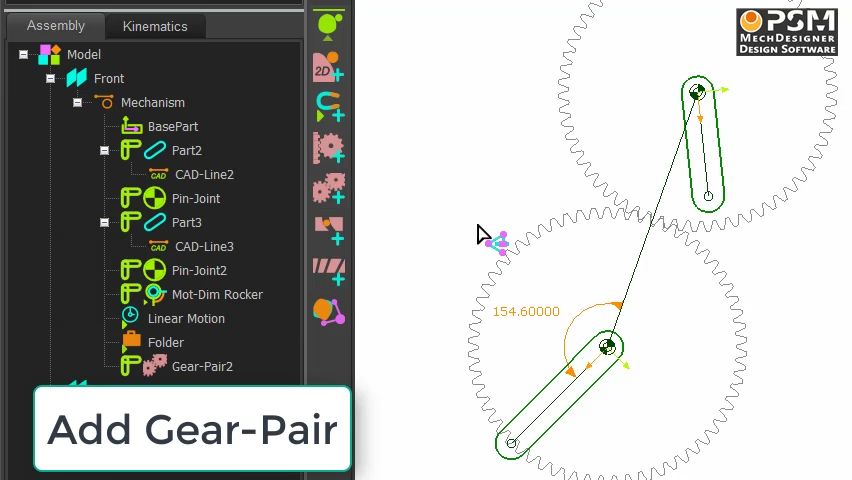 Assembly
Kinematics
Model
Front
Mechanism
BasePart
Part2
CAD CAD-Line2
Pin-Joint
Part3
CAD CAD-Line3
Pin-Joint2
Mot-Dim Rocker
Linear Motion
Folder
Gear-Pair2
Add Gear-Pair
2D
154.60000
PSM
MechDesigner
Design Software